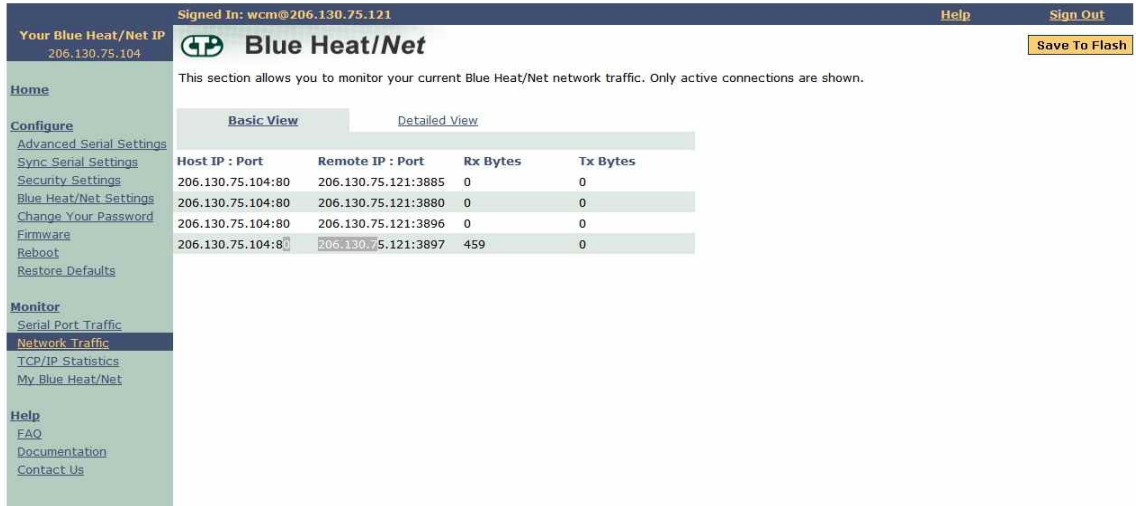 Signed In: wcm@206.130.75.121 Help Sign Out
Your Blue Heat/Net IP
206.130.75.104
CTI Blue Heat/Net
Save To Flash
This section allows you to monitor your current Blue Heat/Net network traffic. Only active connections are shown.
Home
Configure
Advanced Serial Settings
Sync Serial Settings
Security Settings
Blue Heat/Net Settings
Change Your Password
Firmware
Reboot
Restore Defaults
Monitor
Serial Port Traffic
Network Traffic
TCP/IP Statistics
My Blue Heat/Net
Help
FAQ
Documentation
Contact Us
Basic View Detailed View
Host IP : Port Remote IP : Port Rx Bytes Tx Bytes
206.130.75.104:80 206.130.75.121:3885 0 0
206.130.75.104:80 206.130.75.121:3880 0 0
206.130.75.104:80 206.130.75.121:3896 0 0
206.130.75.104:80 206.130.75.121:3897 459 0